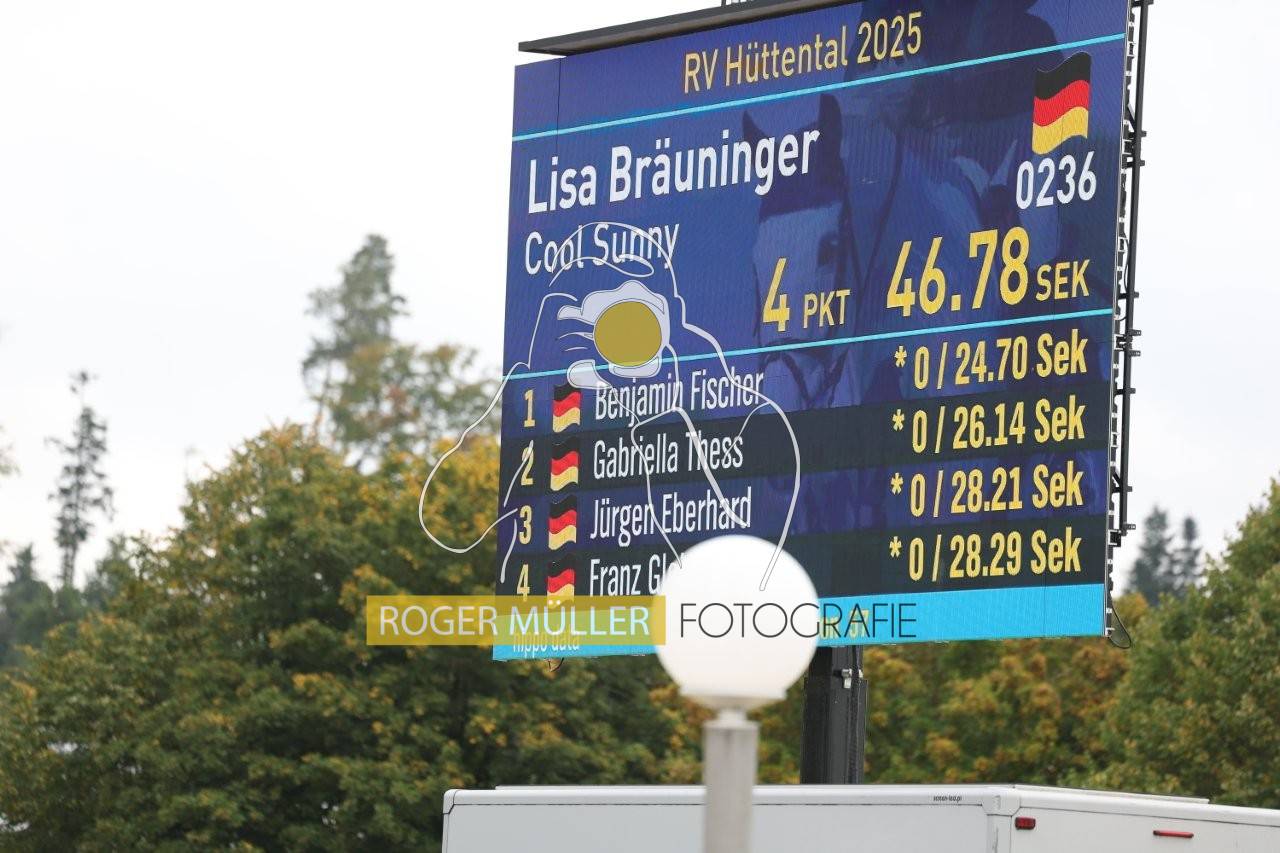 RV Hüttental 2025
Lisa Bräuninger
0236
Cool Sunny
4 PKT 46.78 SEK
1 Benjamin Fischer * 0 / 24.70 Sek
2 Gabriella Thess * 0 / 26.14 Sek
3 Jürgen Eberhard * 0 / 28.21 Sek
4 Franz * 0 / 28.29 Sek
ROGER MÜLLER FOTOGRAFIE
hippo data